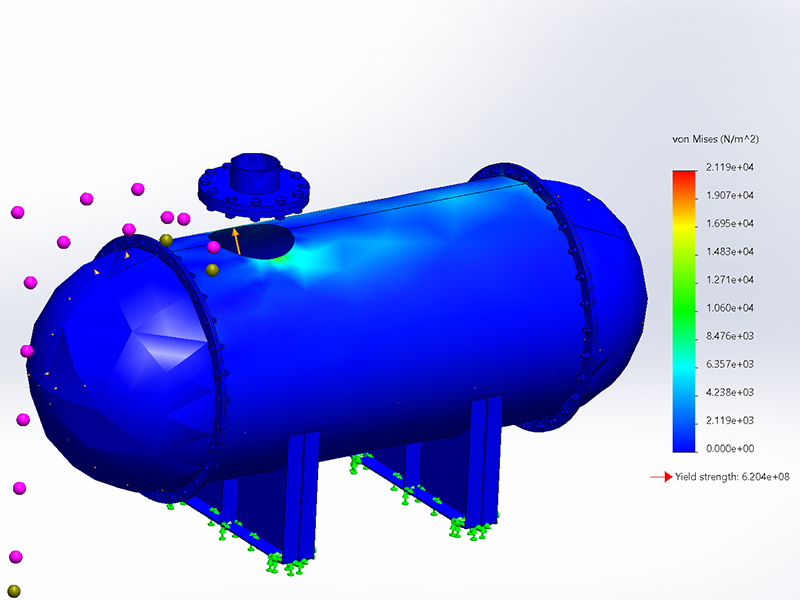 von Mises (N/m^2)
2.119e+04
1.907e+04
1.695e+04
1.483e+04
1.271e+04
1.060e+04
8.476e+03
6.357e+03
4.238e+03
2.119e+03
0.000e+00
Yield strength: 6.204e+08